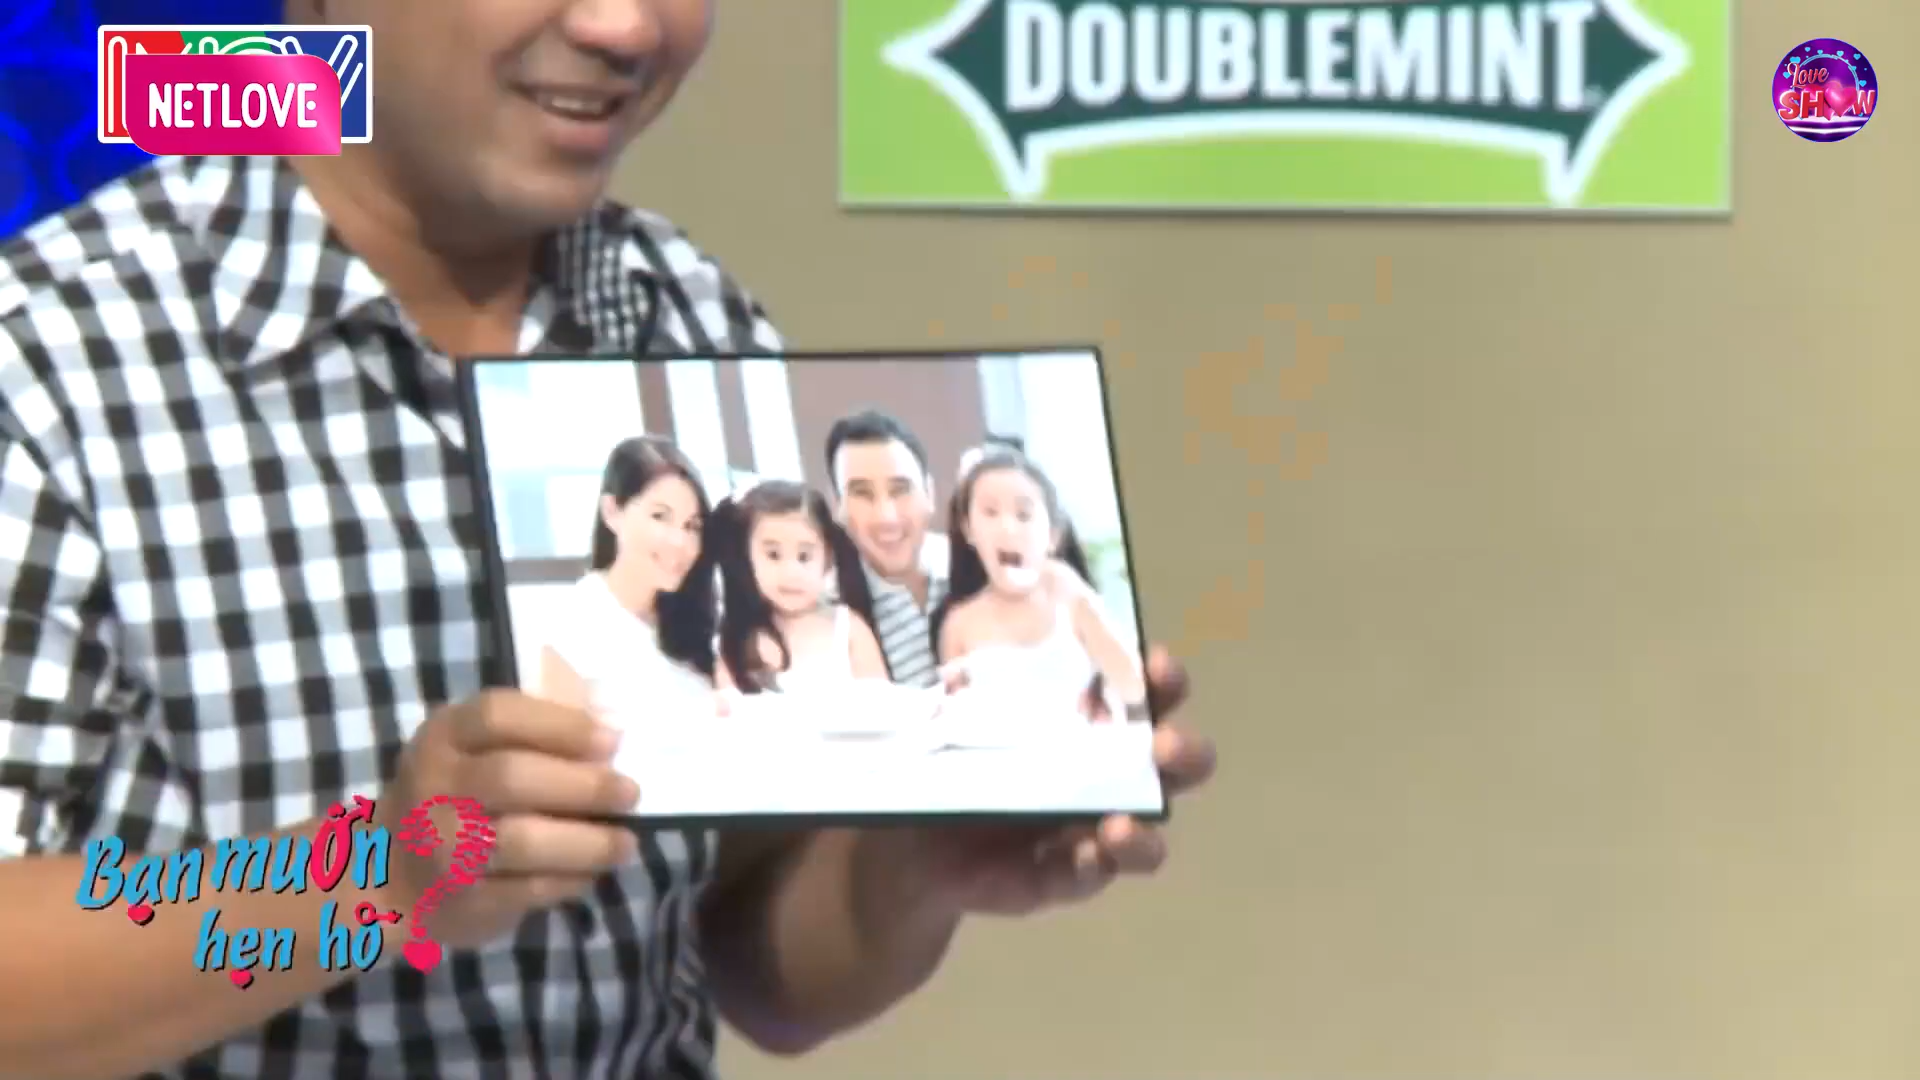 NETLOVE
DOUBLEMINT
Love
SHOW
Bạn muốn
hẹn hò?